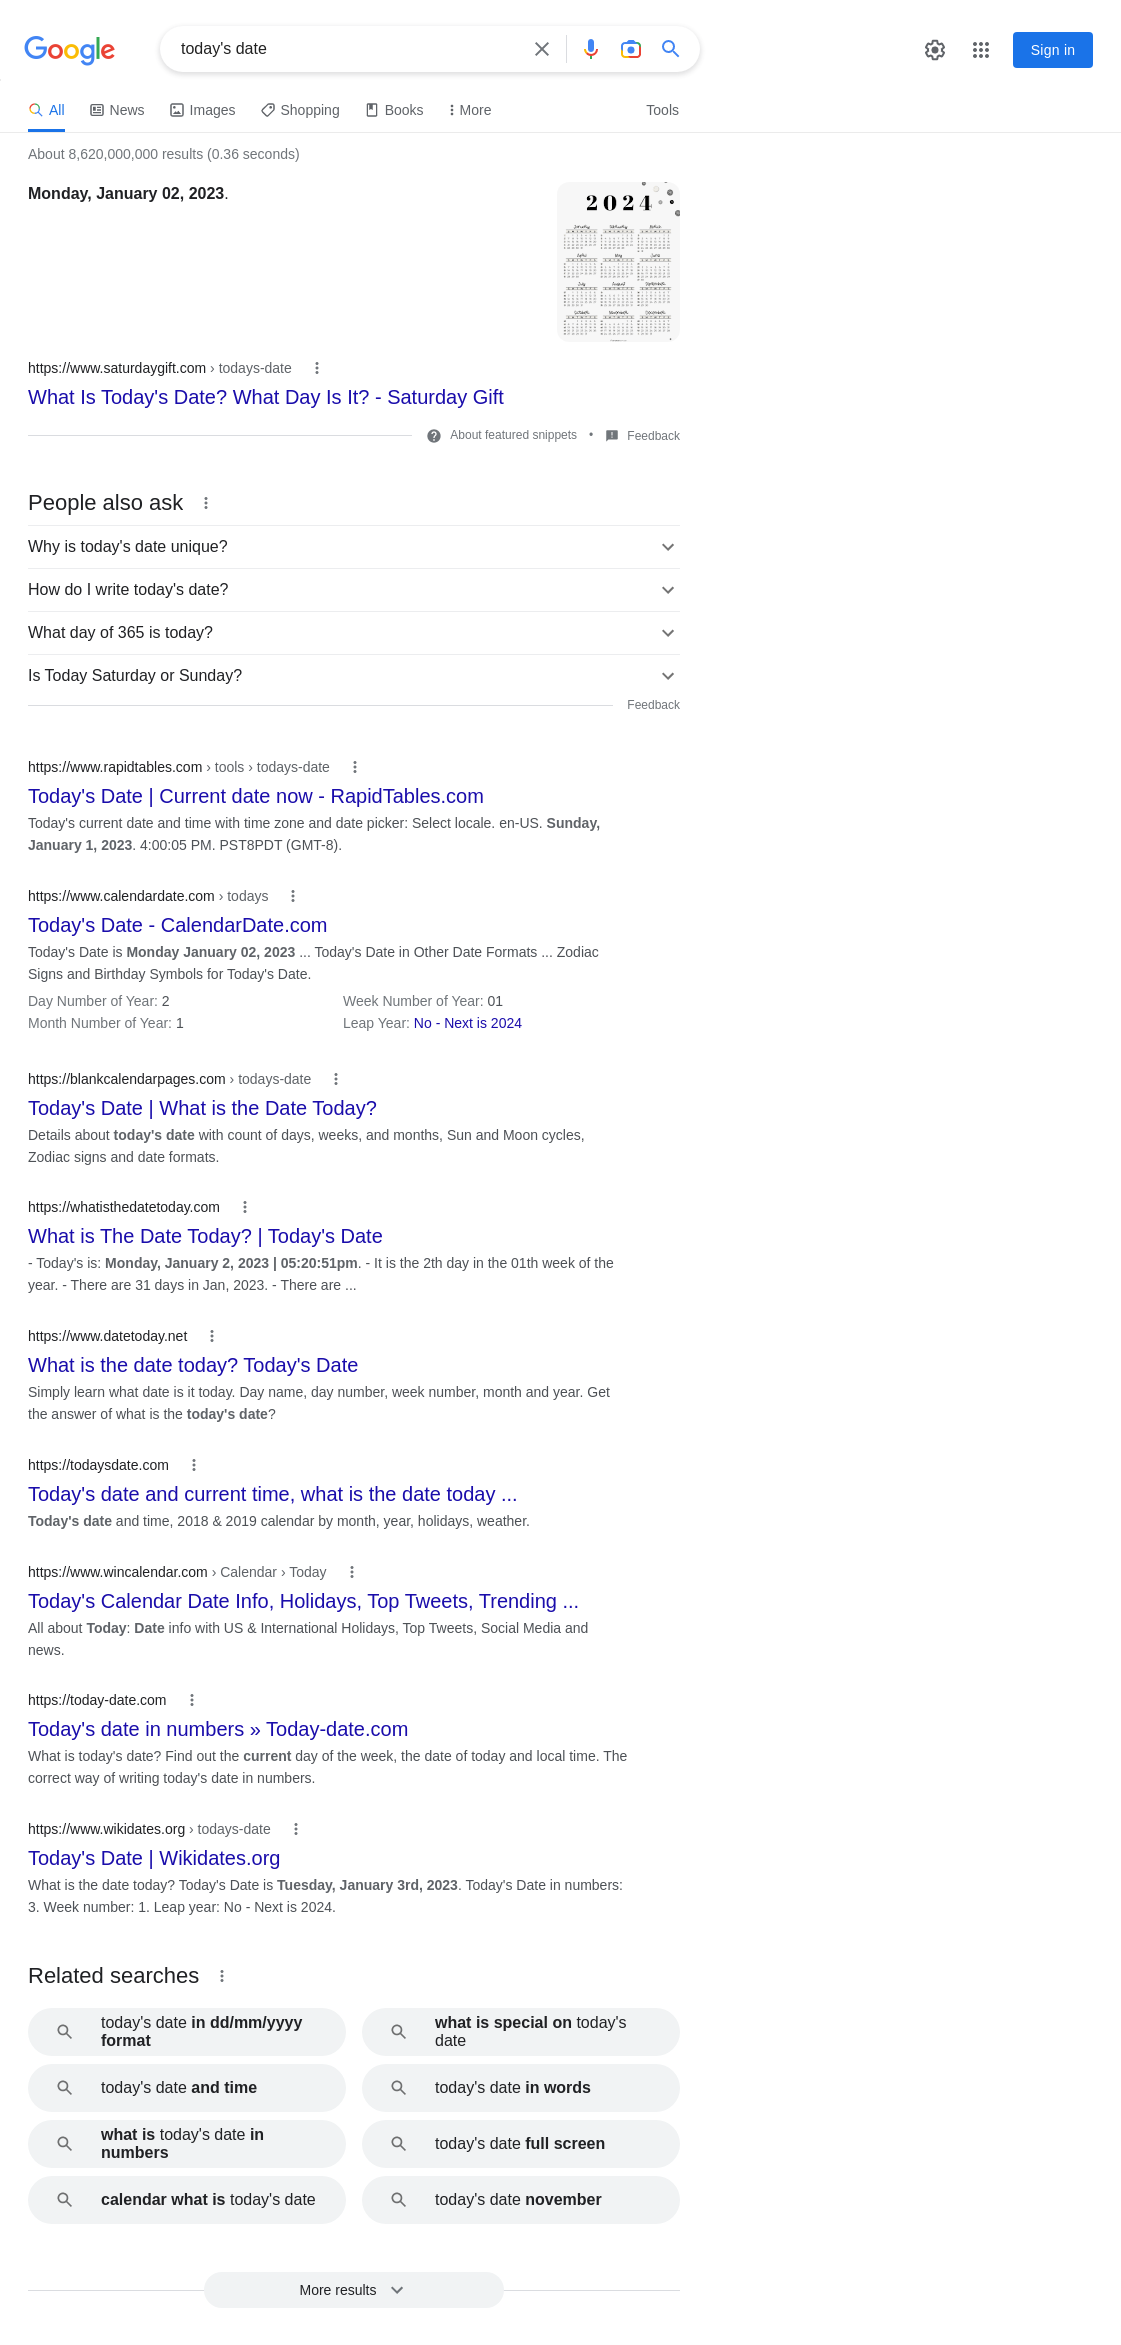 Google
today's date
Sign in
All
News
Images
Shopping
Books
More
Tools
About 8,620,000,000 results (0.36 seconds)
Monday, January 02, 2023.
2024
https://www.saturdaygift.com › todays-date
What Is Today's Date? What Day Is It? - Saturday Gift
About featured snippets • Feedback
People also ask
Why is today's date unique?
How do I write today's date?
What day of 365 is today?
Is Today Saturday or Sunday?
Feedback
https://www.rapidtables.com › tools › todays-date
Today's Date | Current date now - RapidTables.com
Today's current date and time with time zone and date picker: Select locale. en-US. Sunday,
January 1, 2023. 4:00:05 PM. PST8PDT (GMT-8).
https://www.calendardate.com › todays
Today's Date - CalendarDate.com
Today's Date is Monday January 02, 2023 ... Today's Date in Other Date Formats ... Zodiac
Signs and Birthday Symbols for Today's Date.
Day Number of Year: 2
Week Number of Year: 01
Month Number of Year: 1
Leap Year: No - Next is 2024
https://blankcalendarpages.com › todays-date
Today's Date | What is the Date Today?
Details about today's date with count of days, weeks, and months, Sun and Moon cycles,
Zodiac signs and date formats.
https://whatisthedatetoday.com
What is The Date Today? | Today's Date
- Today's is: Monday, January 2, 2023 | 05:20:51pm. - It is the 2th day in the 01th week of the
year. - There are 31 days in Jan, 2023. - There are ...
https://www.datetoday.net
What is the date today? Today's Date
Simply learn what date is it today. Day name, day number, week number, month and year. Get
the answer of what is the today's date?
https://todaysdate.com
Today's date and current time, what is the date today ...
Today's date and time, 2018 & 2019 calendar by month, year, holidays, weather.
https://www.wincalendar.com › Calendar › Today
Today's Calendar Date Info, Holidays, Top Tweets, Trending ...
All about Today: Date info with US & International Holidays, Top Tweets, Social Media and
news.
https://today-date.com
Today's date in numbers » Today-date.com
What is today's date? Find out the current day of the week, the date of today and local time. The
correct way of writing today's date in numbers.
https://www.wikidates.org › todays-date
Today's Date | Wikidates.org
What is the date today? Today's Date is Tuesday, January 3rd, 2023. Today's Date in numbers:
3. Week number: 1. Leap year: No - Next is 2024.
Related searches
today's date in dd/mm/yyyy
format
what is special on today's
date
today's date and time
today's date in words
what is today's date in
numbers
today's date full screen
calendar what is today's date
today's date november
More results